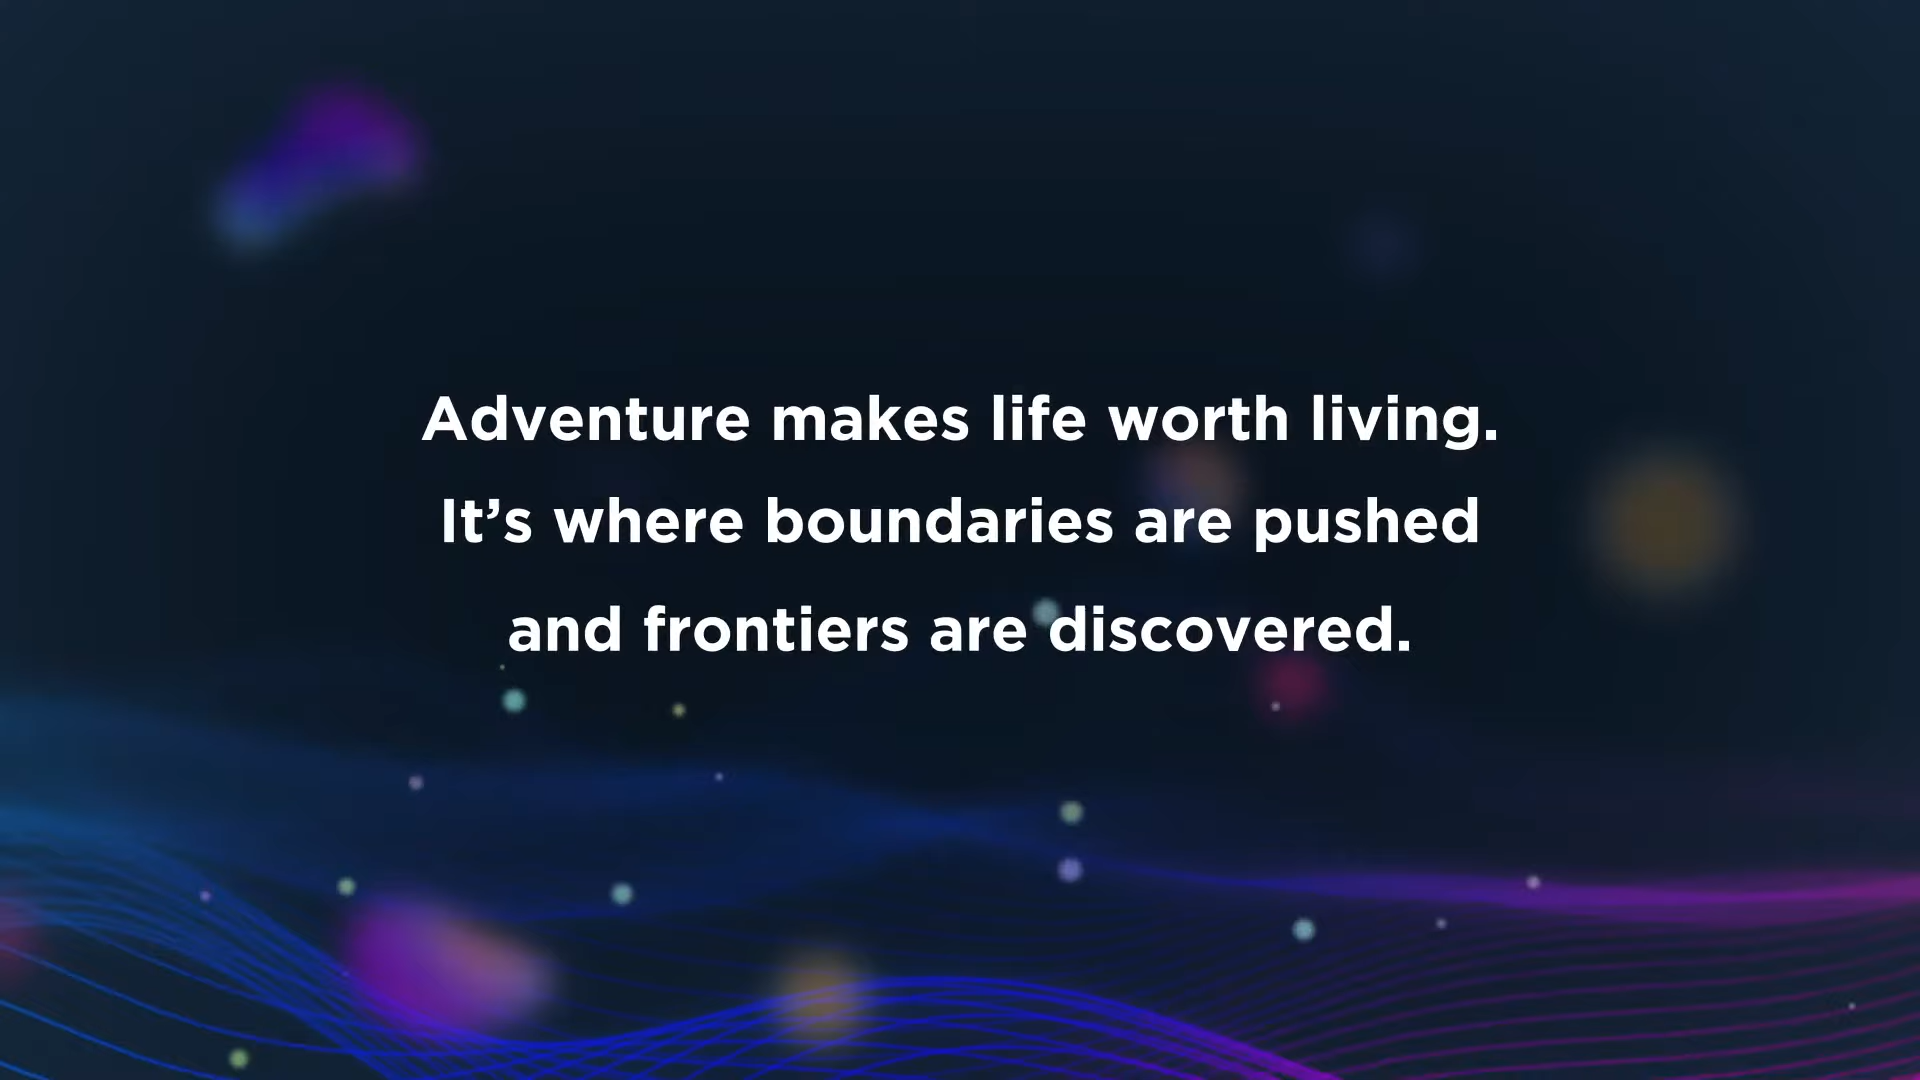 Adventure makes life worth living.
It’s where boundaries are pushed
and frontiers are discovered.